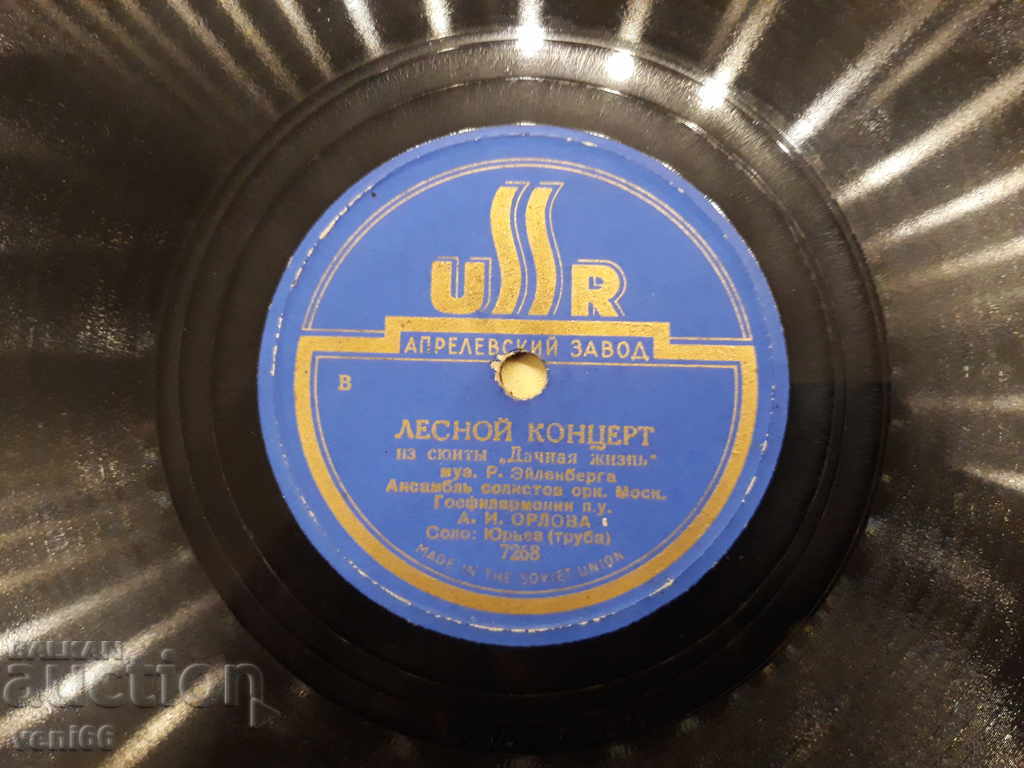 USSR
АПРЕЛЕВСКИЙ ЗАВОД
В
ЛЕСНОЙ КОНЦЕРТ
из сюиты „Дачная жизнь"
муз. Р. Эйленберга
Ансамбль солистов орк. Моск.
Госфилармонии п.у.
А. И. ОРЛОВА
Соло: Юрьев (труба)
7268
MADE IN THE SOVIET UNION
BALKAN
auction
veni66